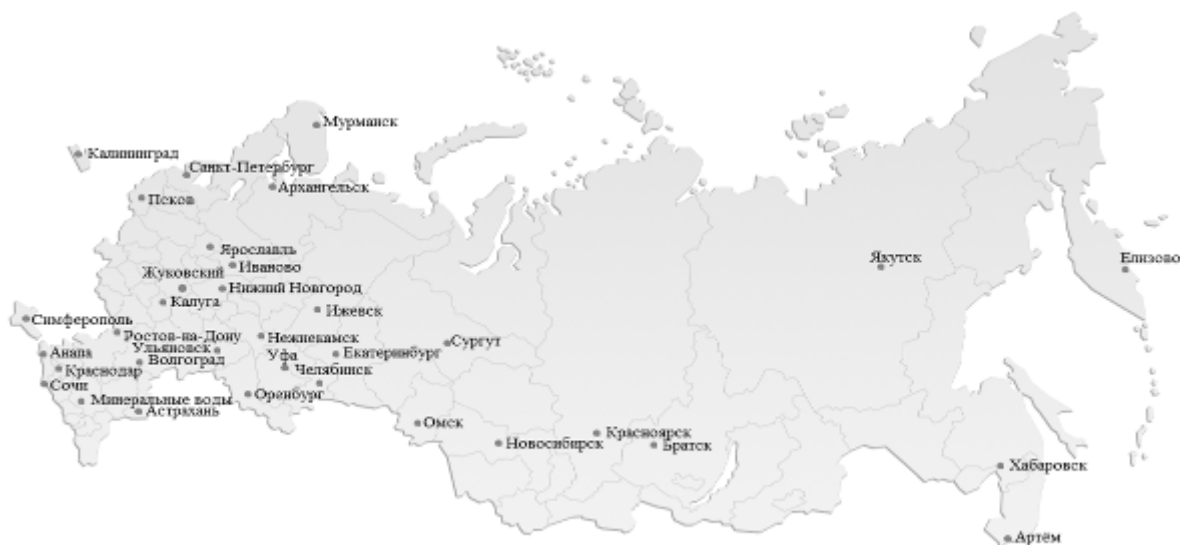 Мурманск
Калининград
Санкт-Петербург
Архангельск
Псков
Ярославль
Якутск
Елизово
Иваново
Жуковский
Нижний Новгород
Калуга
Ижевск
Симферополь
Ростов-на-Дону
Нежнекамск
Сургут
Ульяновск
Анапа
Волгоград
Уфа
Екатеринбург
Краснодар
Челябинск
Сочи
Оренбург
Минеральные воды
Астрахань
Омск
Красноярск
Новосибирск
Братск
Хабаровск
Артём